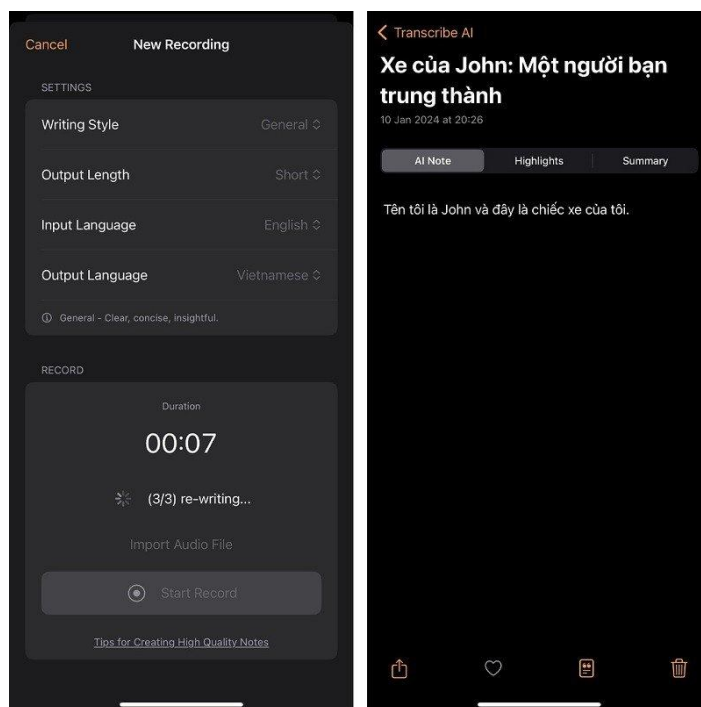 Cancel
New Recording
SETTINGS
Writing Style
General
Output Length
Short
Input Language
English
Output Language
Vietnamese
General - Clear, concise, insightful.
RECORD
Duration
00:07
(3/3) re-writing...
Import Audio File
Start Record
Tips for Creating High Quality Notes
Transcribe AI
Xe của John: Một người bạn
trung thành
10 Jan 2024 at 20:26
AI Note
Highlights
Summary
Tên tôi là John và đây là chiếc xe của tôi.